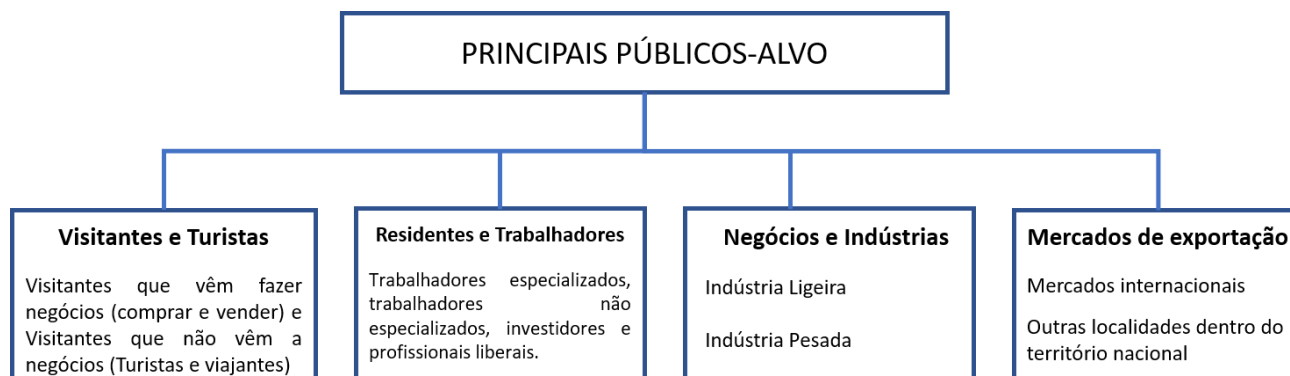 PRINCIPAIS PÚBLICOS-ALVO
Visitantes e Turistas
Visitantes que vêm fazer
negócios (comprar e vender) e
Visitantes que não vêm a
negócios (Turistas e viajantes)
Residentes e Trabalhadores
Trabalhadores especializados,
trabalhadores não
especializados, investidores e
profissionais liberais.
Negócios e Indústrias
Indústria Ligeira
Indústria Pesada
Mercados de exportação
Mercados internacionais
Outras localidades dentro do
território nacional